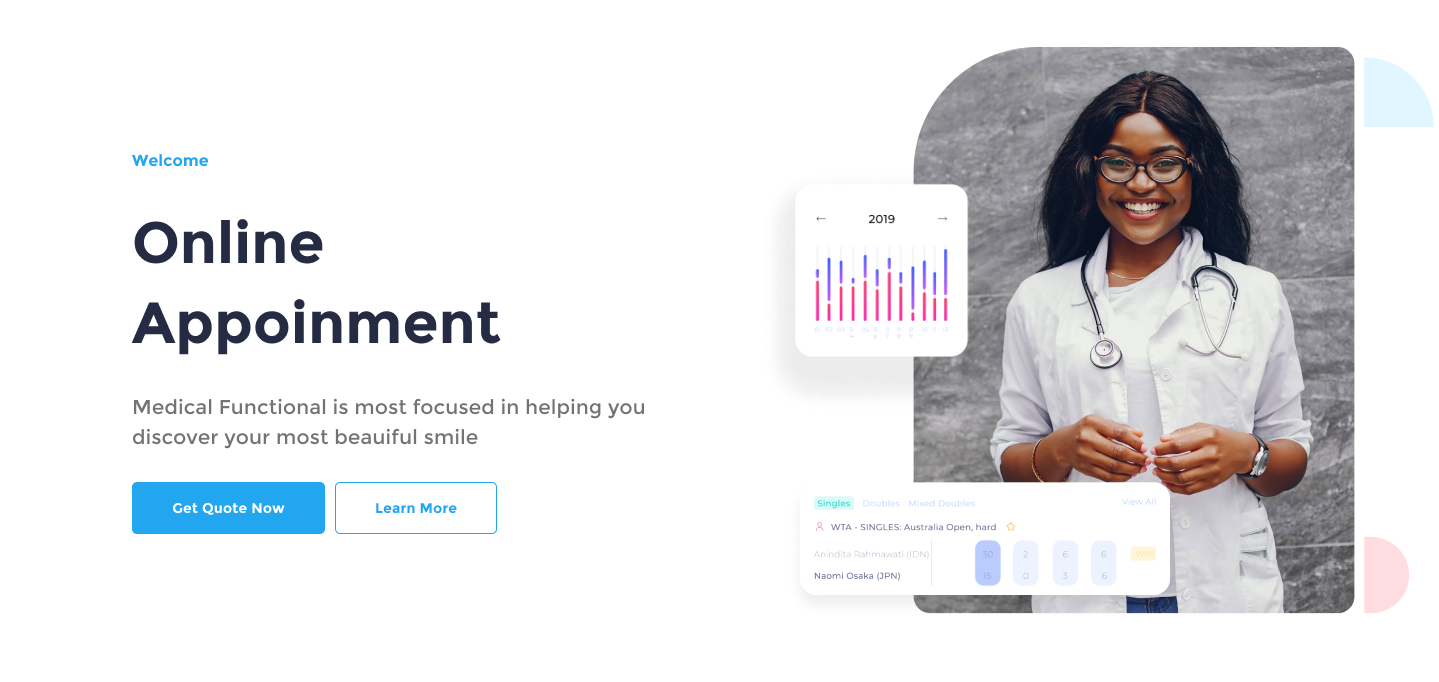 Welcome
Online
Appoinment
Medical Functional is most focused in helping you
discover your most beauiful smile
Get Quote Now
Learn More
← 2019 →
Singles Doubles Mixed Doubles View All
WTA - SINGLES: Australia Open, hard
Anindita Rahmawati (IDN) 30 2 6 6 WIN
Naomi Osaka (JPN) 15 0 3 6